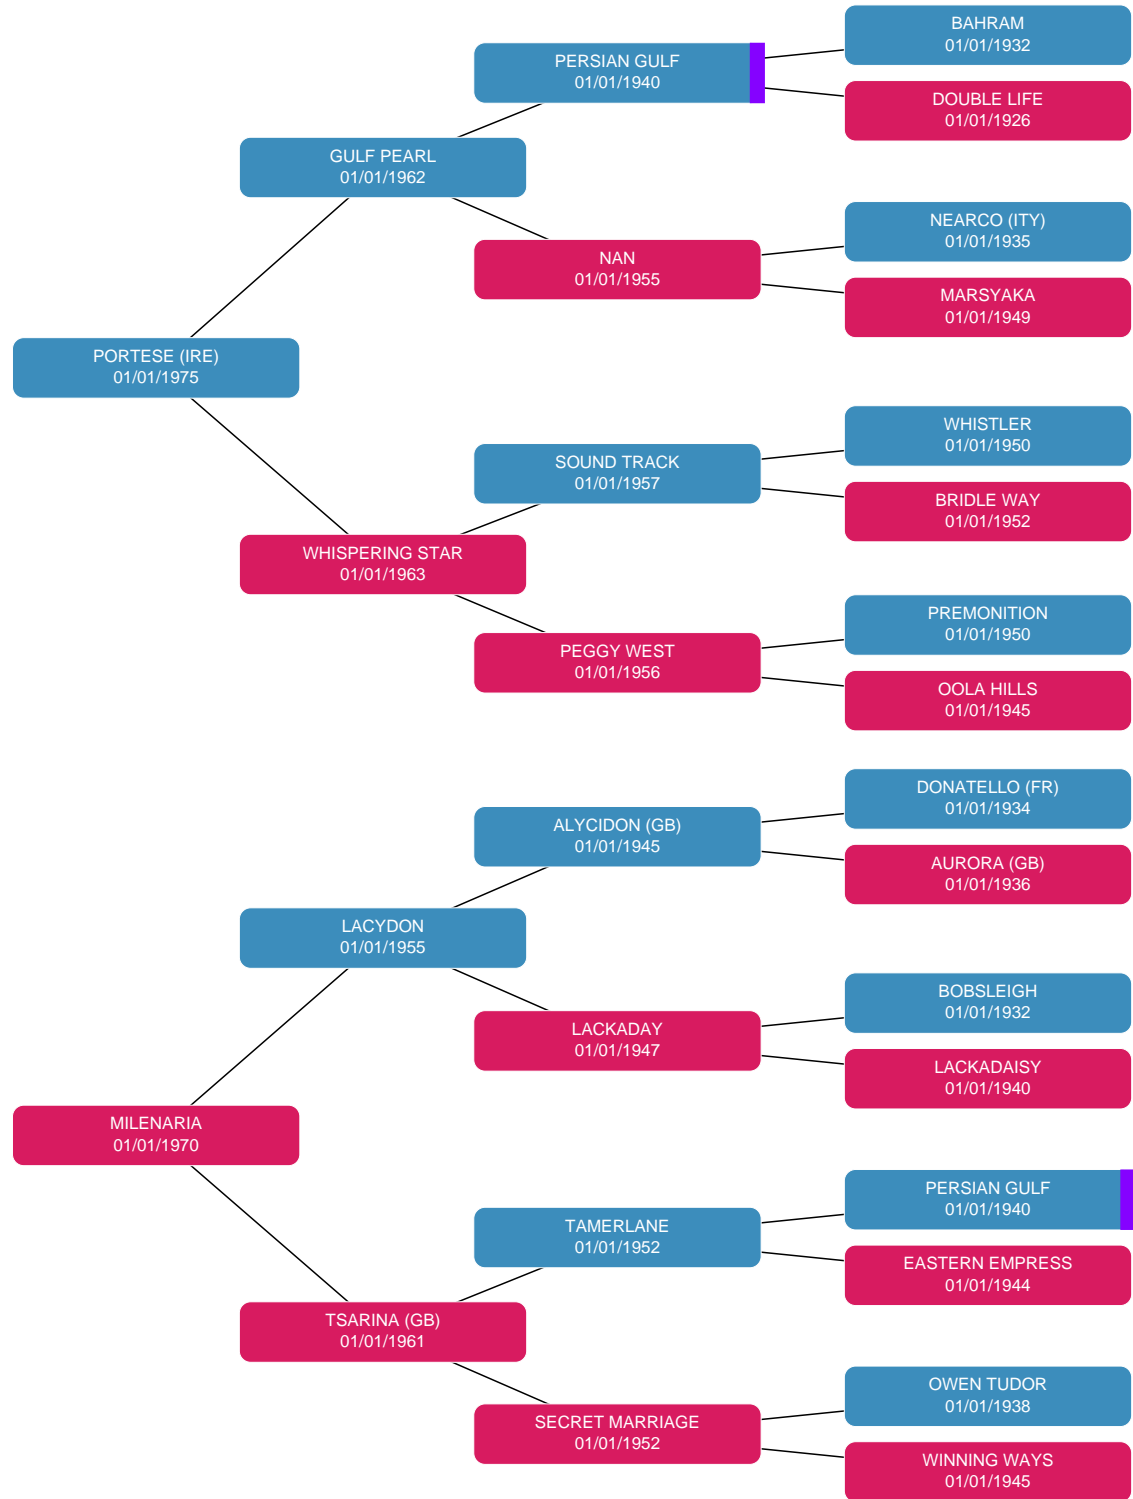 BAHRAM
01/01/1932
PERSIAN GULF
01/01/1940
DOUBLE LIFE
01/01/1926
GULF PEARL
01/01/1962
NEARCO (ITY)
01/01/1935
NAN
01/01/1955
MARSYAKA
01/01/1949
PORTESE (IRE)
01/01/1975
WHISTLER
01/01/1950
SOUND TRACK
01/01/1957
BRIDLE WAY
01/01/1952
WHISPERING STAR
01/01/1963
PREMONITION
01/01/1950
PEGGY WEST
01/01/1956
OOLA HILLS
01/01/1945
DONATELLO (FR)
01/01/1934
ALYCIDON (GB)
01/01/1945
AURORA (GB)
01/01/1936
LACYDON
01/01/1955
BOBSLEIGH
01/01/1932
LACKADAY
01/01/1947
LACKADAISY
01/01/1940
MILENARIA
01/01/1970
PERSIAN GULF
01/01/1940
TAMERLANE
01/01/1952
EASTERN EMPRESS
01/01/1944
TSARINA (GB)
01/01/1961
OWEN TUDOR
01/01/1938
SECRET MARRIAGE
01/01/1952
WINNING WAYS
01/01/1945